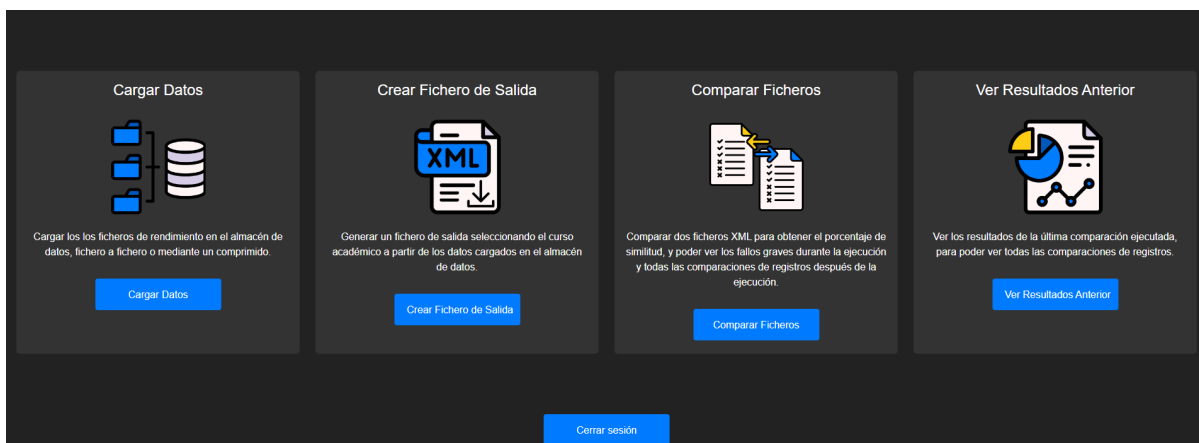 Cargar Datos
Cargar los los ficheros de rendimiento en el almacén de
datos, fichero a fichero o mediante un comprimido.
Cargar Datos
Crear Fichero de Salida
XML
Generar un fichero de salida seleccionando el curso
académico a partir de los datos cargados en el almacén
de datos.
Crear Fichero de Salida
Comparar Ficheros
Comparar dos ficheros XML para obtener el porcentaje de
similitud, y poder ver los fallos graves durante la ejecución
y todas las comparaciones de registros después de la
ejecución.
Comparar Ficheros
Ver Resultados Anterior
Ver los resultados de la última comparación ejecutada,
para poder ver todas las comparaciones de registros.
Ver Resultados Anterior
Cerrar sesión